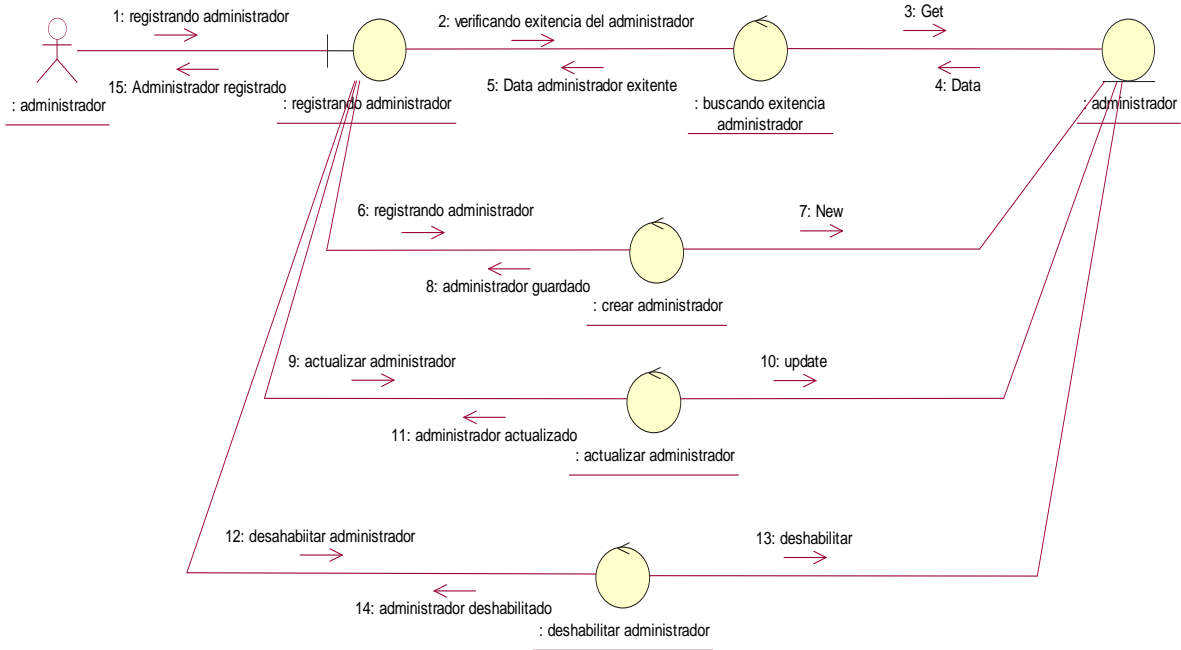 1: registrando administrador
2: verificando exitencia del administrador
3: Get
15: Administrador registrado
5: Data administrador exitente
4: Data
: administrador
: registrando administrador
: buscando exitencia
administrador
: administrador
6: registrando administrador
7: New
8: administrador guardado
: crear administrador
9: actualizar administrador
10: update
11: administrador actualizado
: actualizar administrador
12: desahabiitar administrador
13: deshabilitar
14: administrador deshabilitado
: deshabilitar administrador